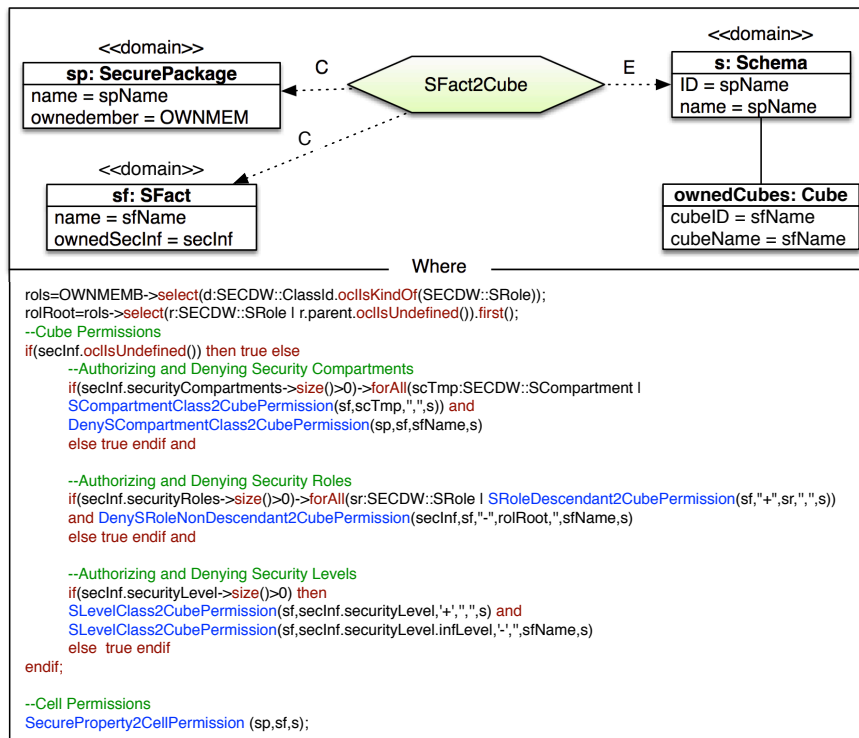 <<domain>>
sp: SecurePackage
name = spName
ownedember = OWNMEM
C
SFact2Cube
E
<<domain>>
s: Schema
ID = spName
name = spName
C
<<domain>>
sf: SFact
name = sfName
ownedSecInf = secInf
ownedCubes: Cube
cubeID = sfName
cubeName = sfName
Where
rols=OWNMEMB->select(d:SECDW::ClassId.oclIsKindOf(SECDW::SRole));
rolRoot=rols->select(r:SECDW::SRole I r.parent.oclIsUndefined()).first();
--Cube Permissions
if(secInf.oclIsUndefined()) then true else
--Authorizing and Denying Security Compartments
if(secInf.securityCompartments->size()>0)->forAll(scTmp:SECDW::SCompartment I
SCompartmentClass2CubePermission(sf,scTmp,'','',s)) and
DenySCompartmentClass2CubePermission(sp,sf,sfName,s)
else true endif and
--Authorizing and Denying Security Roles
if(secInf.securityRoles->size()>0)->forAll(sr:SECDW::SRole I SRoleDescendant2CubePermission(sf,"+",sr,'','',s))
and DenySRoleNonDescendant2CubePermission(secInf,sf,"-",rolRoot,'',sfName,s)
else true endif and
--Authorizing and Denying Security Levels
if(secInf.securityLevel->size()>0) then
SLevelClass2CubePermission(sf,secInf.securityLevel,'+','','',s) and
SLevelClass2CubePermission(sf,secInf.securityLevel.infLevel,'-','',sfName,s)
else true endif
endif;
--Cell Permissions
SecureProperty2CellPermission (sp,sf,s);